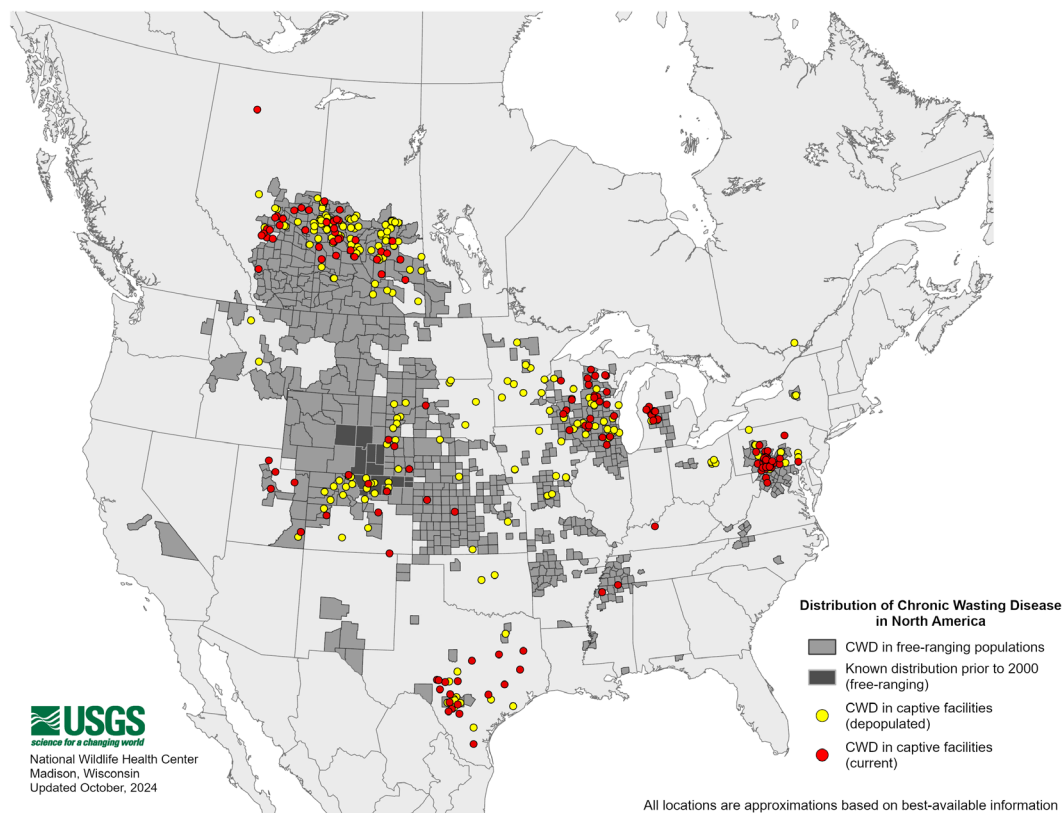 Distribution of Chronic Wasting Disease
in North America
CWD in free-ranging populations
Known distribution prior to 2000
(free-ranging)
CWD in captive facilities
(depopulated)
CWD in captive facilities
(current)
USGS
science for a changing world
National Wildlife Health Center
Madison, Wisconsin
Updated October, 2024
All locations are approximations based on best-available information